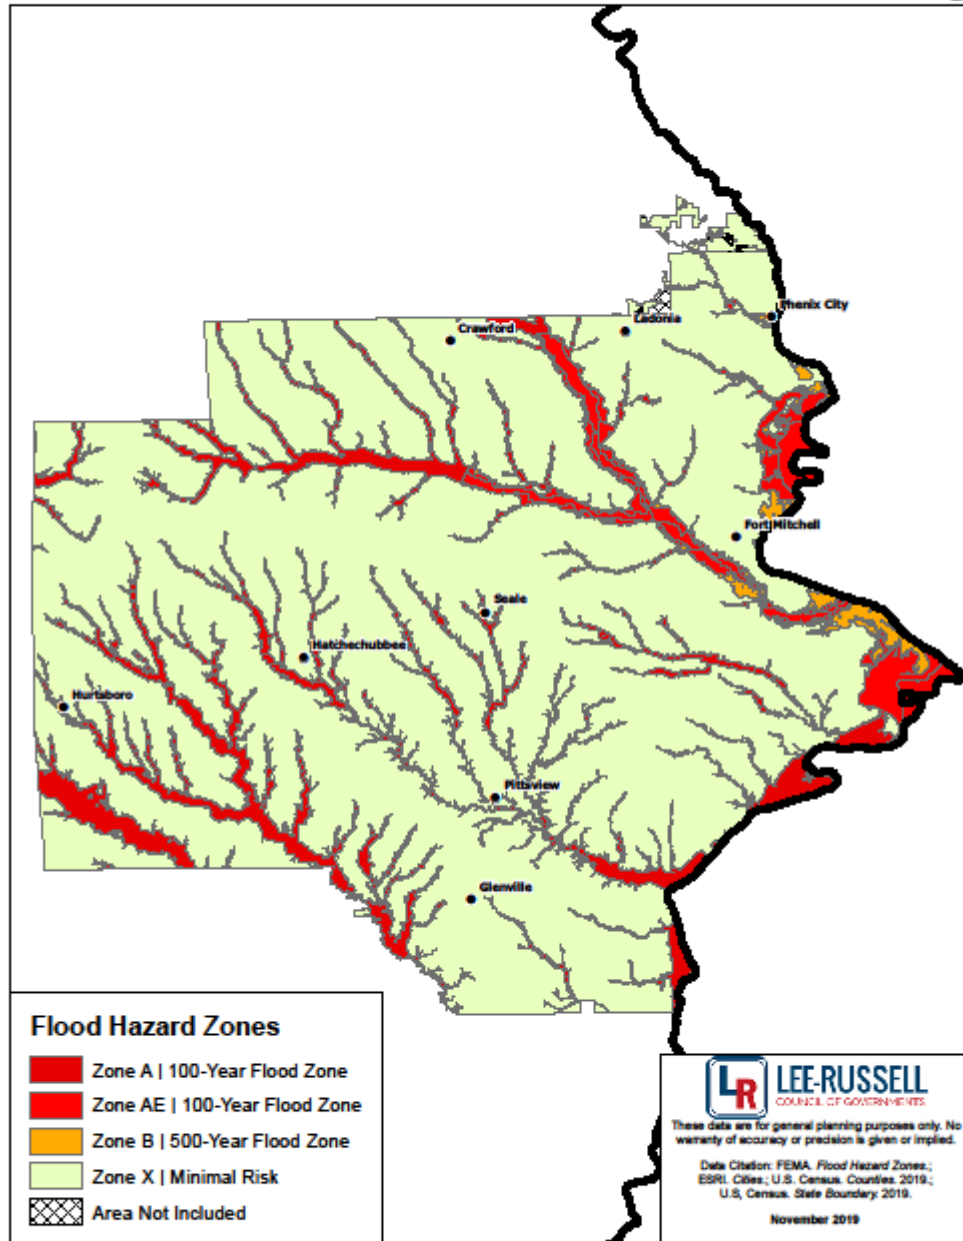 Phenix City
Ladonia
Crawford
Fort Mitchell
Seale
Hatchechubbee
Hurtsboro
Pittsview
Glenville
Flood Hazard Zones
Zone A | 100-Year Flood Zone
Zone AE | 100-Year Flood Zone
Zone B | 500-Year Flood Zone
Zone X | Minimal Risk
Area Not Included
LR
LEE-RUSSELL
COUNCIL OF GOVERNMENTS
These data are for general planning purposes only. No
warranty of accuracy or precision is given or implied.
Data Citation: FEMA. Flood Hazard Zones.;
ESRI. Cities.; U.S. Census. Counties. 2019.;
U.S, Census. State Boundary. 2019.
November 2019